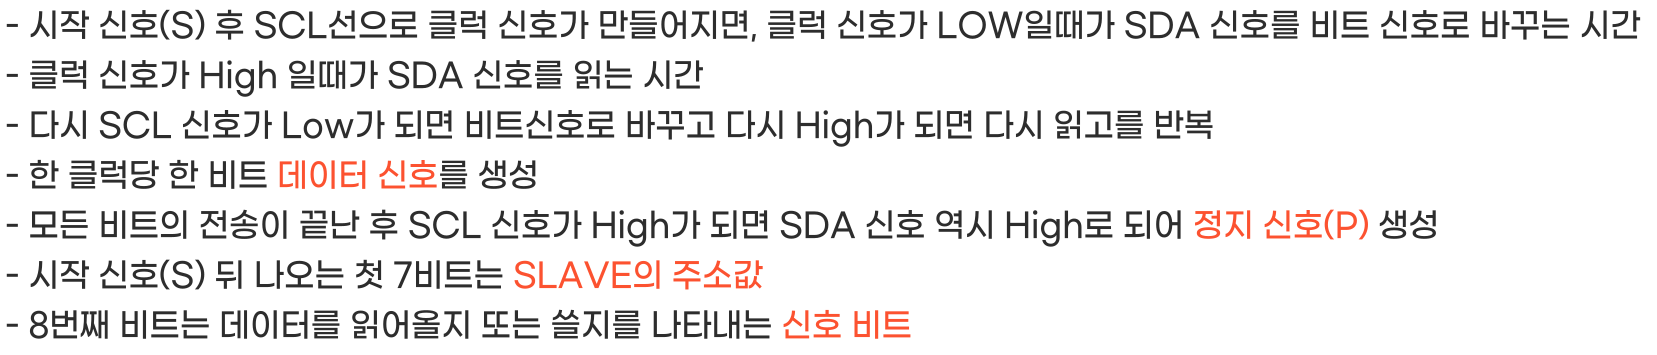 - 시작 신호(S) 후 SCL선으로 클럭 신호가 만들어지면, 클럭 신호가 LOW일때가 SDA 신호를 비트 신호로 바꾸는 시간
- 클럭 신호가 High 일때가 SDA 신호를 읽는 시간
- 다시 SCL 신호가 Low가 되면 비트신호로 바꾸고 다시 High가 되면 다시 읽고를 반복
- 한 클럭당 한 비트 데이터 신호를 생성
- 모든 비트의 전송이 끝난 후 SCL 신호가 High가 되면 SDA 신호 역시 High로 되어 정지 신호(P) 생성
- 시작 신호(S) 뒤 나오는 첫 7비트는 SLAVE의 주소값
- 8번째 비트는 데이터를 읽어올지 또는 쓸지를 나타내는 신호 비트